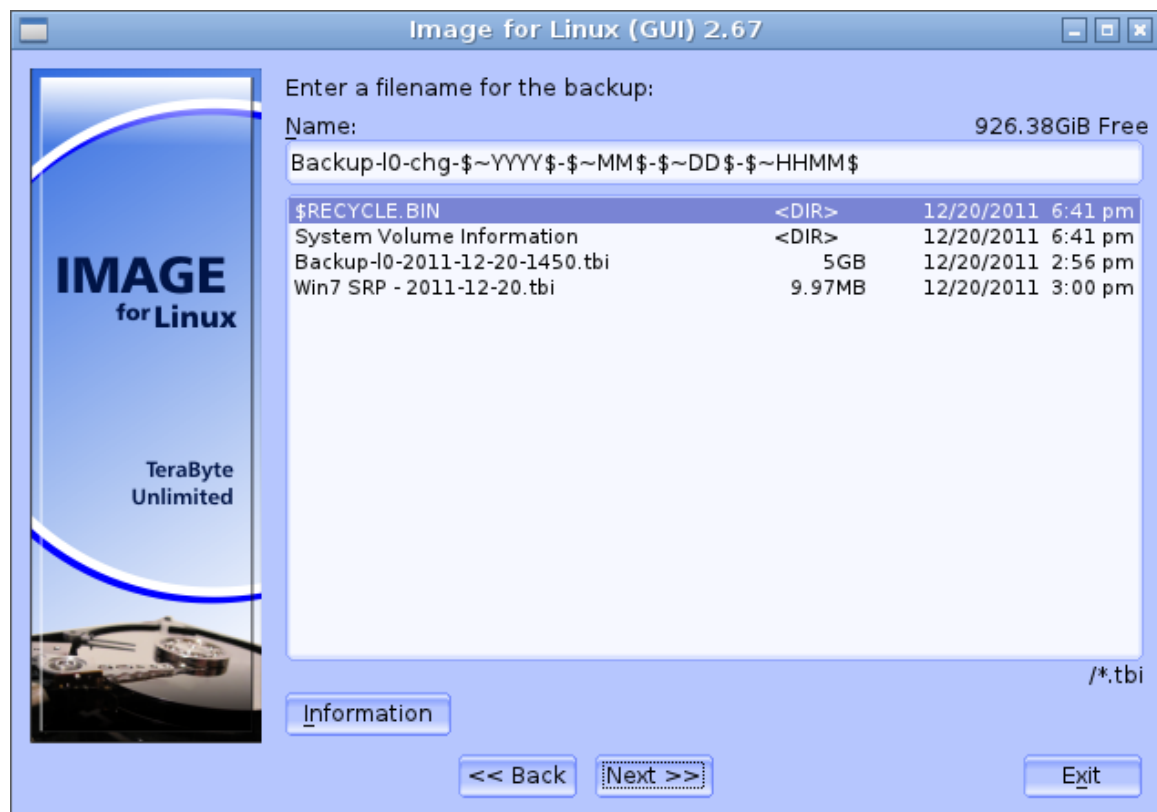 Image for Linux (GUI) 2.67
IMAGE
for Linux
TeraByte
Unlimited
Enter a filename for the backup:
Name: 926.38GiB Free
Backup-l0-chg-$~YYYY$-$~MM$-$~DD$-$~HHMM$
$RECYCLE.BIN <DIR> 12/20/2011 6:41 pm
System Volume Information <DIR> 12/20/2011 6:41 pm
Backup-l0-2011-12-20-1450.tbi 5GB 12/20/2011 2:56 pm
Win7 SRP - 2011-12-20.tbi 9.97MB 12/20/2011 3:00 pm
/*.tbi
Information
<< Back Next >> Exit